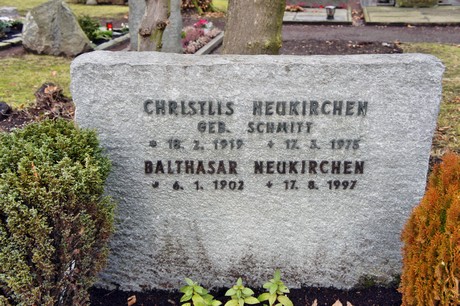 CHRISTLIS NEUKIRCHEN
GEB. SCHMITT
* 18. 2. 1919 + 17. 3. 1975
BALTHASAR NEUKIRCHEN
* 6. 1. 1902 + 17. 8. 1997